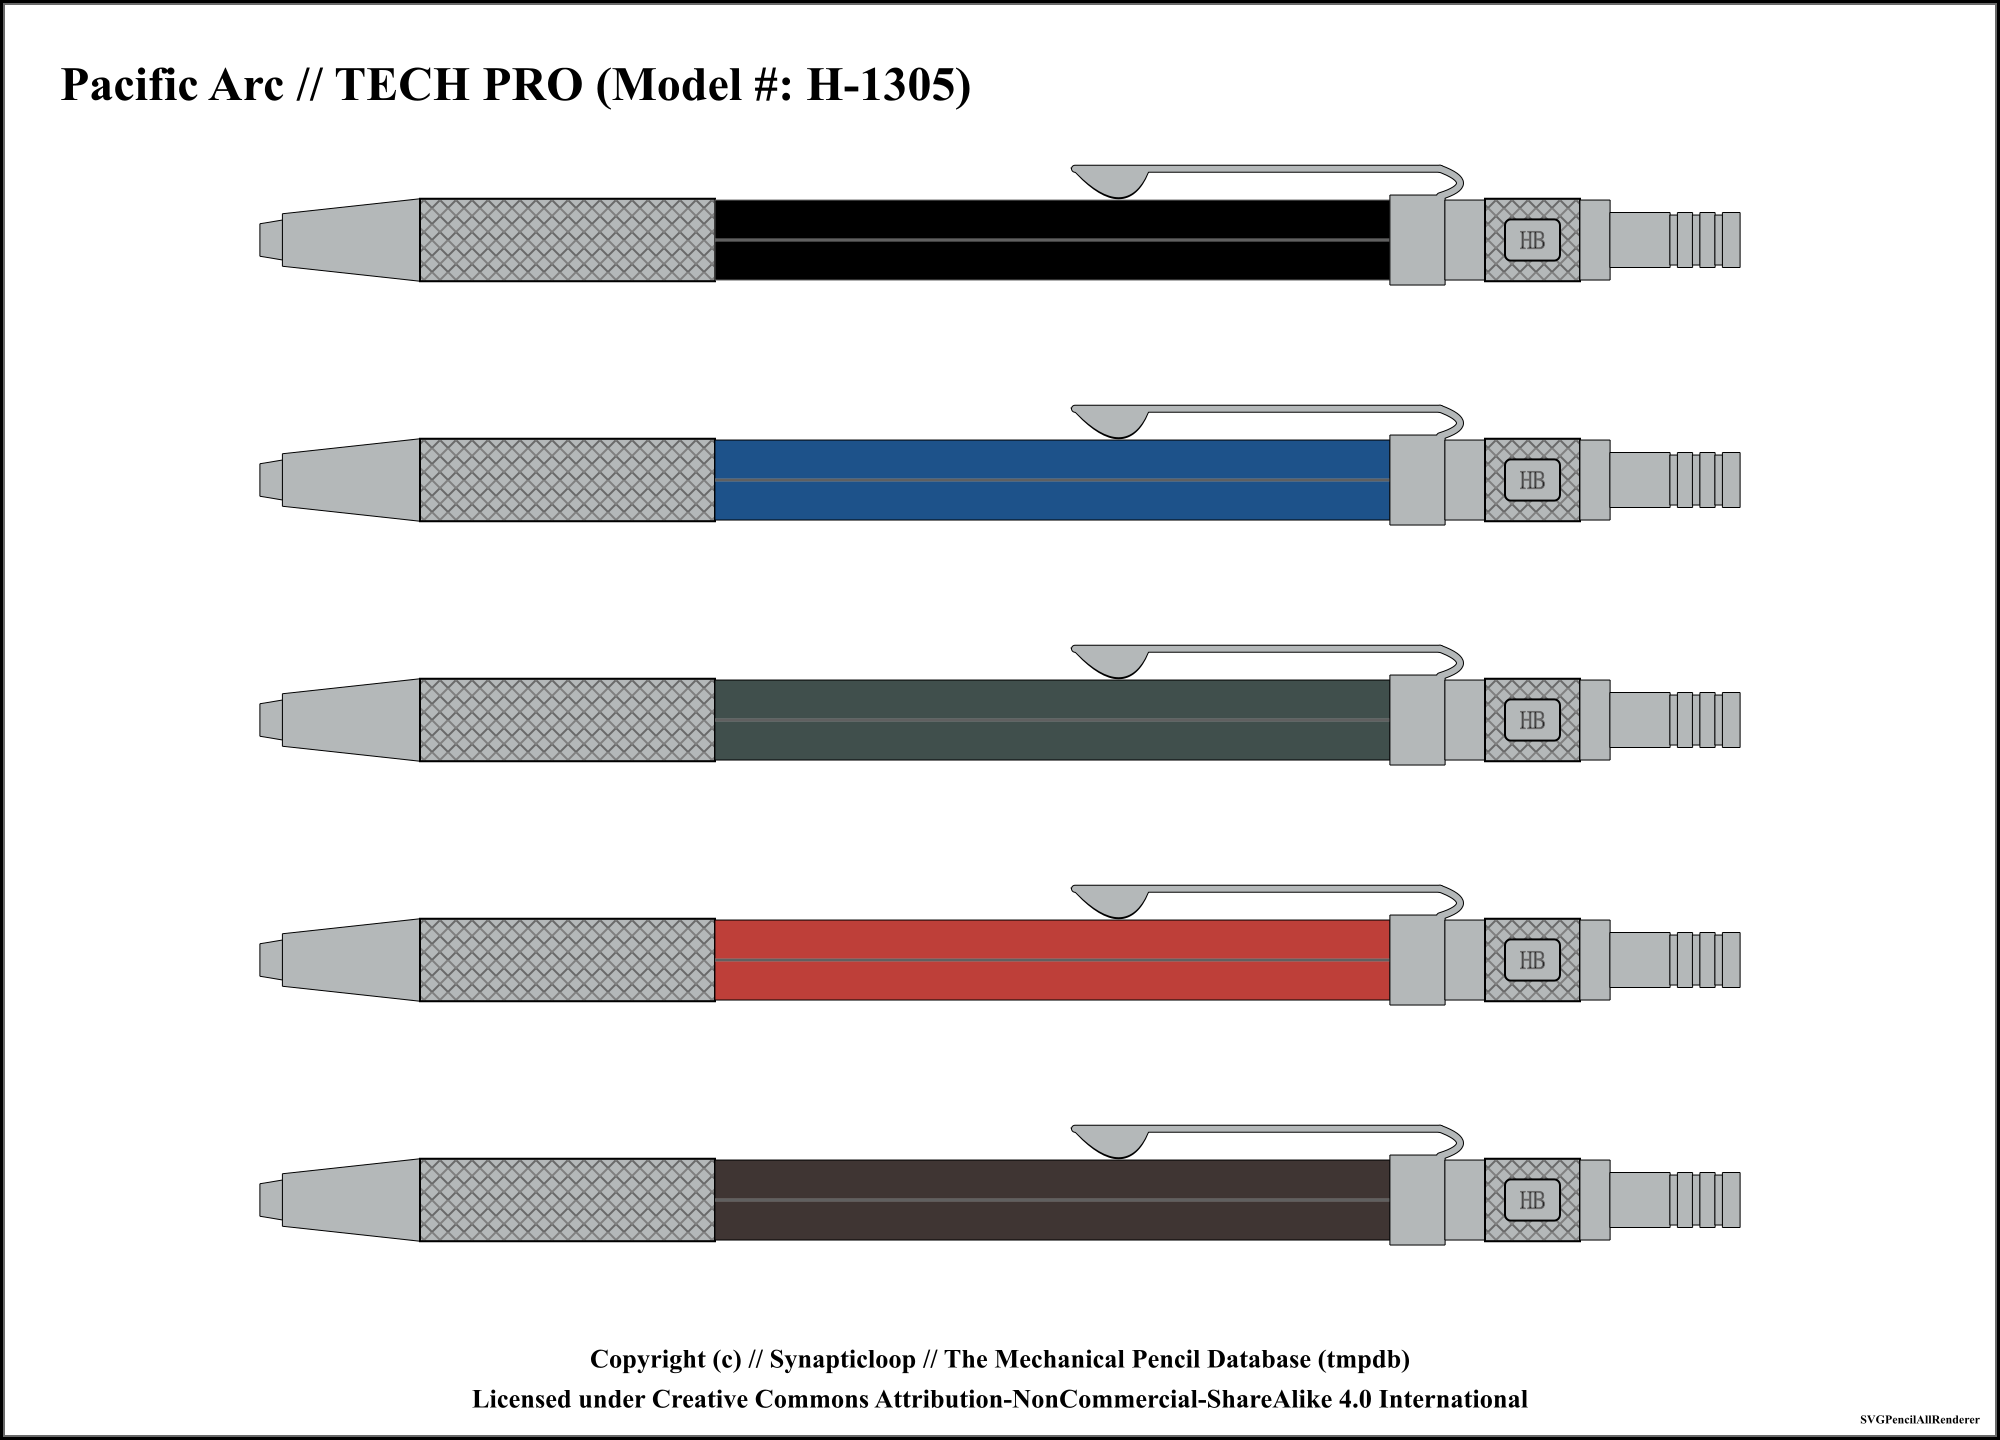 Pacific Arc // TECH PRO (Model #: H-1305)
HB
HB
HB
HB
HB
Copyright (c) // Synapticloop // The Mechanical Pencil Database (tmpdb)
Licensed under Creative Commons Attribution-NonCommercial-ShareAlike 4.0 International
SVGPencilAllRenderer